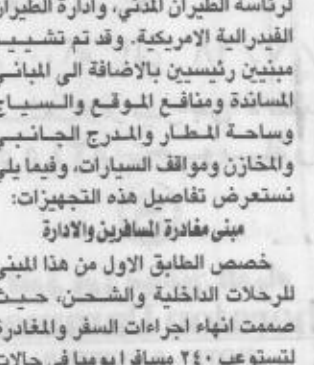 لرئاسة الطيران المدني، وادارة الطيران
الفيدرالية الامريكية. وقد تم تشييد
مبنيين رئيسيين بالاضافة الى المباني
المساندة ومنافع الموقع والسياج
وساحة المطار والمدرج الجانبي
والمخازن ومواقف السيارات، وفيما يلي
نستعرض تفاصيل هذه التجهيزات:
مبنى مغادرة المسافرين والادارة
خصص الطابق الاول من هذا المبنى
للرحلات الداخلية والشحن، حيث
صممت انهاء اجراءات السفر والمغادرة
لتستوعب ٢٤٠ مسافرا يوميا في حالات